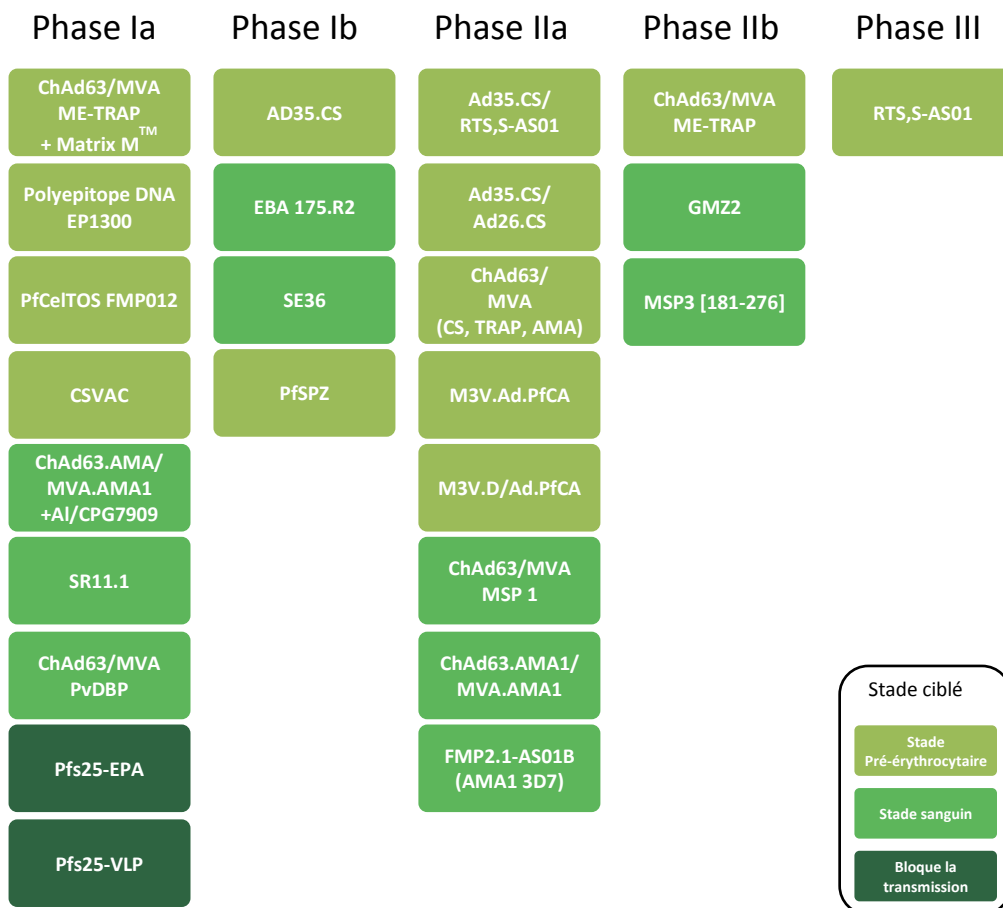 Phase Ia
Phase Ib
Phase IIa
Phase IIb
Phase III
ChAd63/MVA
ME-TRAP
+ Matrix M™
Polyepitope DNA
EP1300
PfCelTOS FMP012
CSVAC
ChAd63.AMA/
MVA.AMA1
+Al/CPG7909
SR11.1
ChAd63/MVA
PvDBP
Pfs25-EPA
Pfs25-VLP
AD35.CS
EBA 175.R2
SE36
PfSPZ
Ad35.CS/
RTS,S-AS01
Ad35.CS/
Ad26.CS
ChAd63/
MVA
(CS, TRAP, AMA)
M3V.Ad.PfCA
M3V.D/Ad.PfCA
ChAd63/MVA
MSP 1
ChAd63.AMA1/
MVA.AMA1
FMP2.1-AS01B
(AMA1 3D7)
ChAd63/MVA
ME-TRAP
GMZ2
MSP3 [181-276]
RTS,S-AS01
Stade ciblé
Stade
Pré-érythrocytaire
Stade sanguin
Bloque la
transmission